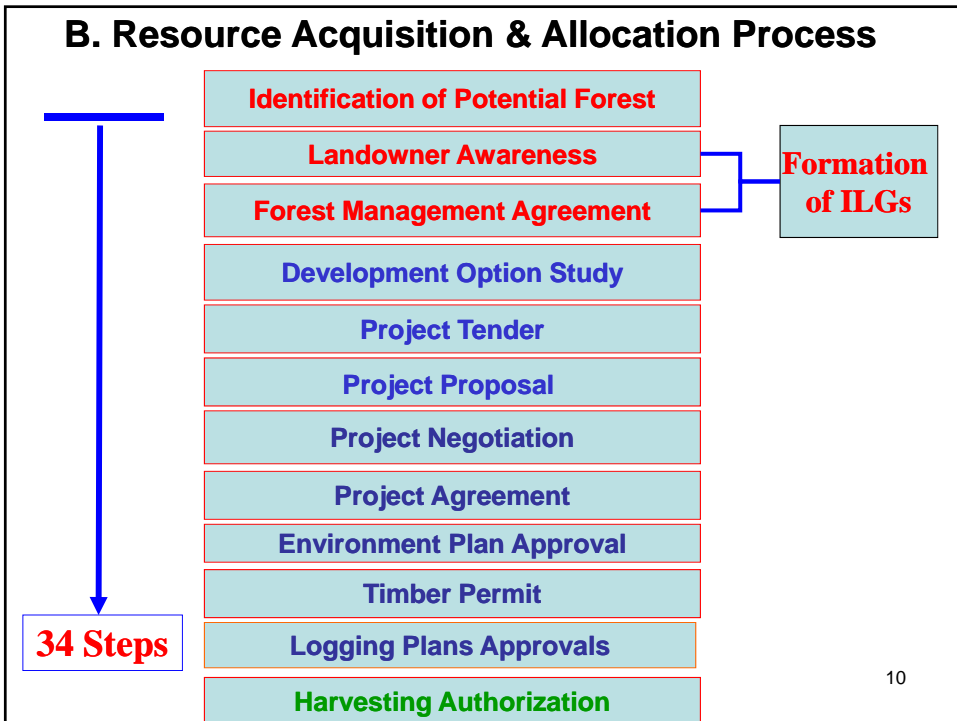 B. Resource Acquisition & Allocation Process
Identification of Potential Forest
Landowner Awareness
Forest Management Agreement
Formation
of ILGs
Development Option Study
Project Tender
Project Proposal
Project Negotiation
Project Agreement
Environment Plan Approval
Timber Permit
34 Steps
Logging Plans Approvals
Harvesting Authorization
10